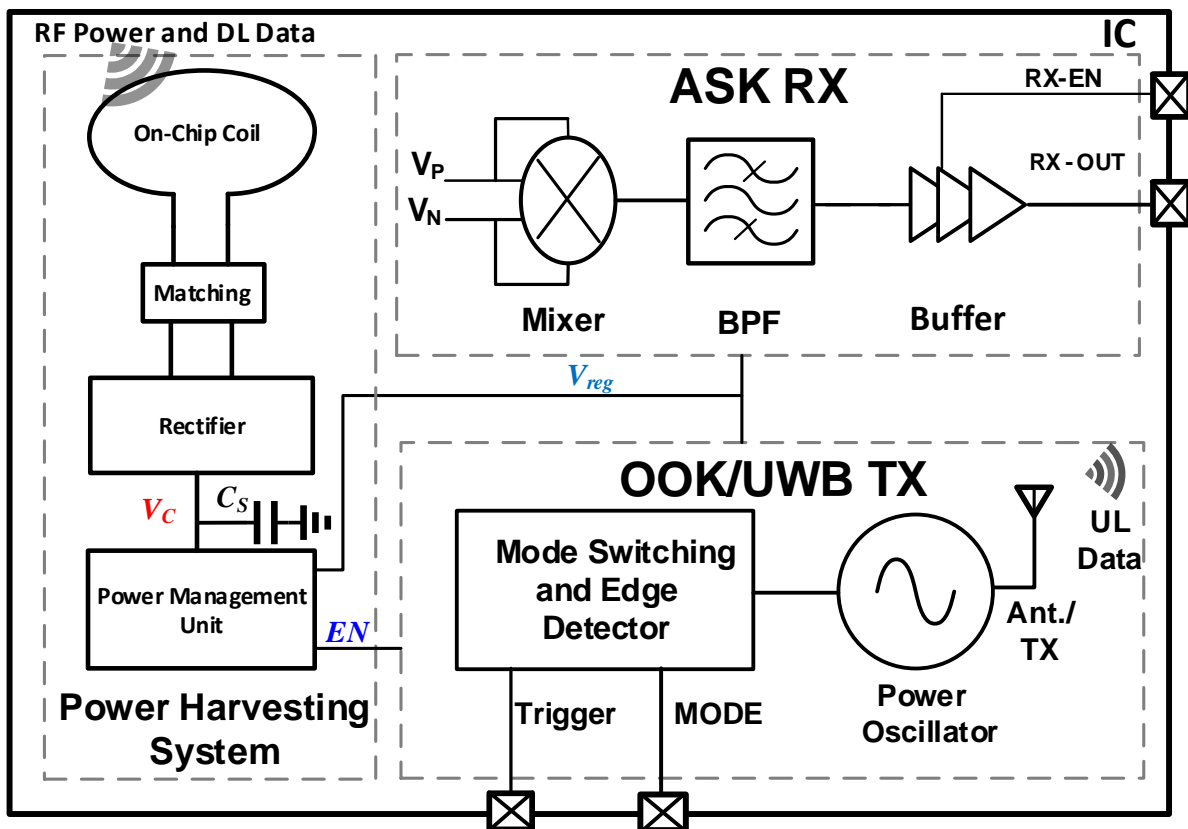 RF Power and DL Data
IC
On-Chip Coil
Matching
Rectifier
V_C
C_S
Power Management
Unit
Power Harvesting
System
V_reg
EN
ASK RX
RX-EN
RX-OUT
V_P
V_N
Mixer
BPF
Buffer
OOK/UWB TX
Mode Switching
and Edge
Detector
Trigger
MODE
Power
Oscillator
Ant./
TX
UL
Data